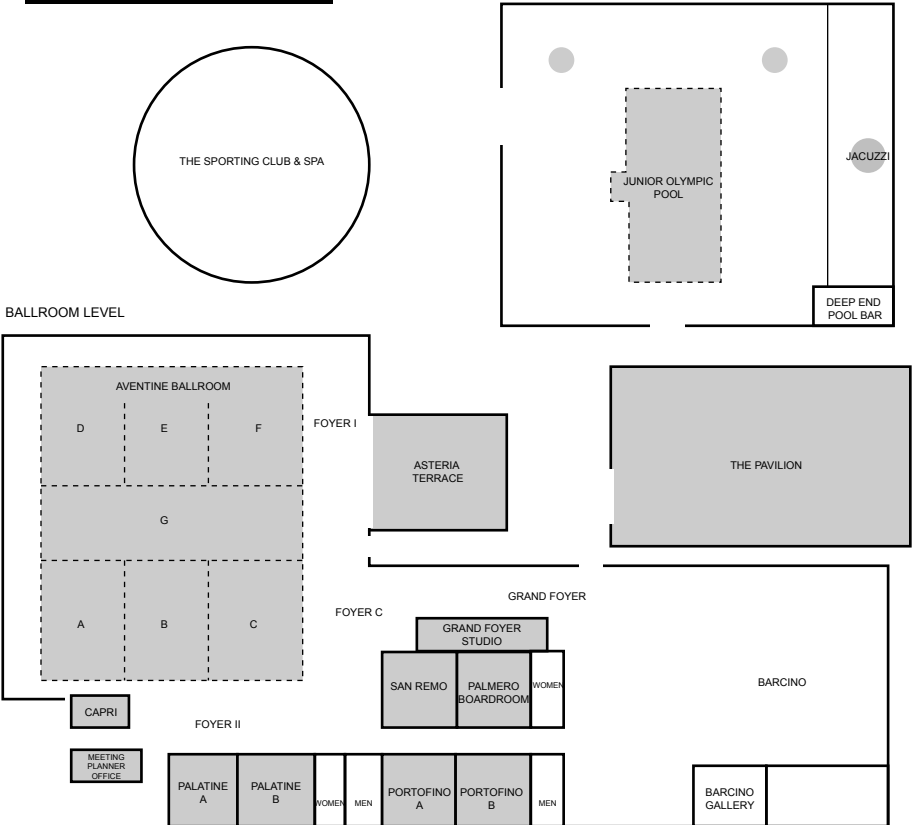 THE SPORTING CLUB & SPA
JACUZZI
JUNIOR OLYMPIC
POOL
DEEP END
POOL BAR
BALLROOM LEVEL
AVENTINE BALLROOM
D
E
F
FOYER I
ASTERIA
TERRACE
THE PAVILION
G
GRAND FOYER
FOYER C
A
B
C
GRAND FOYER
STUDIO
SAN REMO
PALMERO
BOARDROOM
WOMEN
BARCINO
CAPRI
FOYER II
MEETING
PLANNER
OFFICE
PALATINE
A
PALATINE
B
WOMEN
MEN
PORTOFINO
A
PORTOFINO
B
MEN
BARCINO
GALLERY